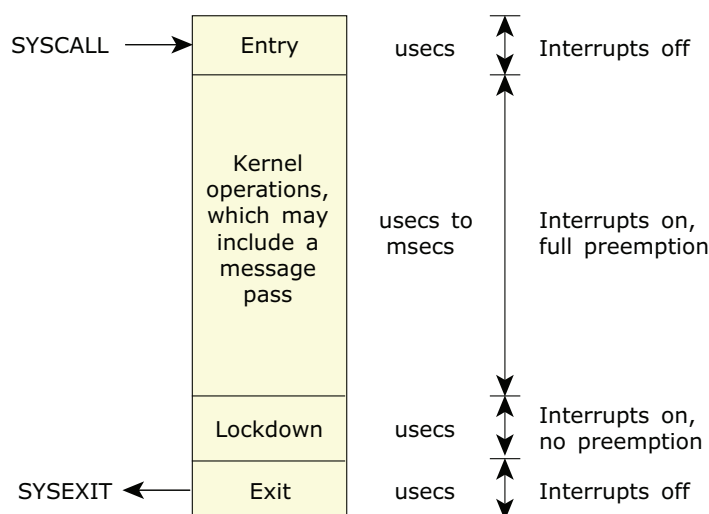 SYSCALL
Entry
usecs
Interrupts off
Kernel
operations,
which may
include a
message
pass
usecs to
msecs
Interrupts on,
full preemption
Lockdown
usecs
Interrupts on,
no preemption
SYSEXIT
Exit
usecs
Interrupts off